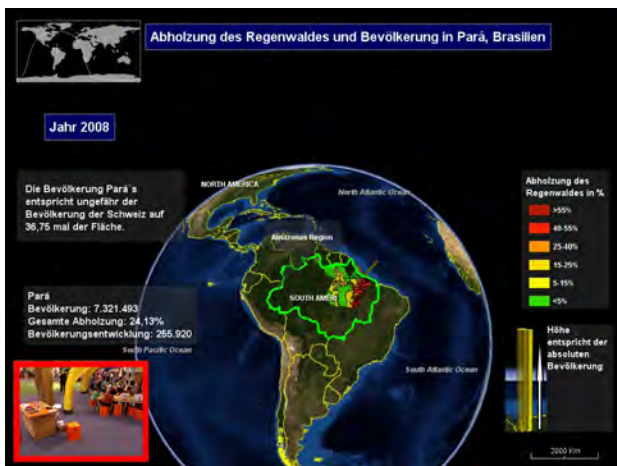 Abholzung des Regenwaldes und Bevölkerung in Pará, Brasilien
Jahr 2008
Die Bevölkerung Pará´s
entspricht ungefähr der
Bevölkerung der Schweiz auf
36,75 mal der Fläche.
NORTH AMERICA
North Atlantic Ocean
Amazonas Region
SOUTH AMERI
Pará
Bevölkerung: 7.321.493
Gesamte Abholzung: 24,13%
Bevölkerungsentwicklung: 255.920
South Pacific Ocean
South Atlantic Ocean
Abholzung des
Regenwaldes in %
>55%
40-55%
25-40%
15-25%
5-15%
<5%
Höhe
entspricht der
absoluten
Bevölkerung
2000 Km